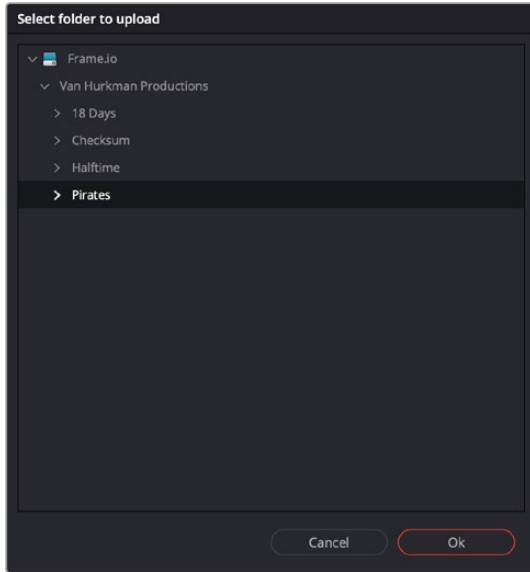 Select folder to upload
Frame.io
Van Hurkman Productions
18 Days
Checksum
Halftime
Pirates
Cancel Ok